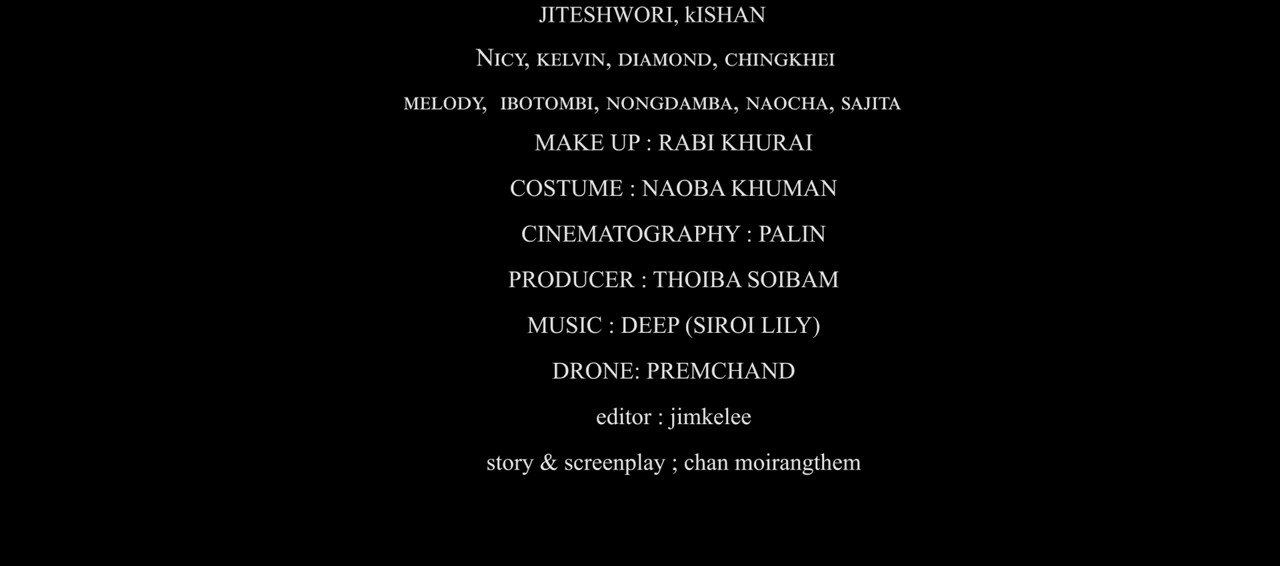 JITESHWORI, kISHAN
Nicy, kelvin, diamond, chingkhei
melody, ibotombi, nongdamba, naocha, sajita
MAKE UP : RABI KHURAI
COSTUME : NAOBA KHUMAN
CINEMATOGRAPHY : PALIN
PRODUCER : THOIBA SOIBAM
MUSIC : DEEP (SIROI LILY)
DRONE: PREMCHAND
editor : jimkelee
story & screenplay ; chan moirangthem